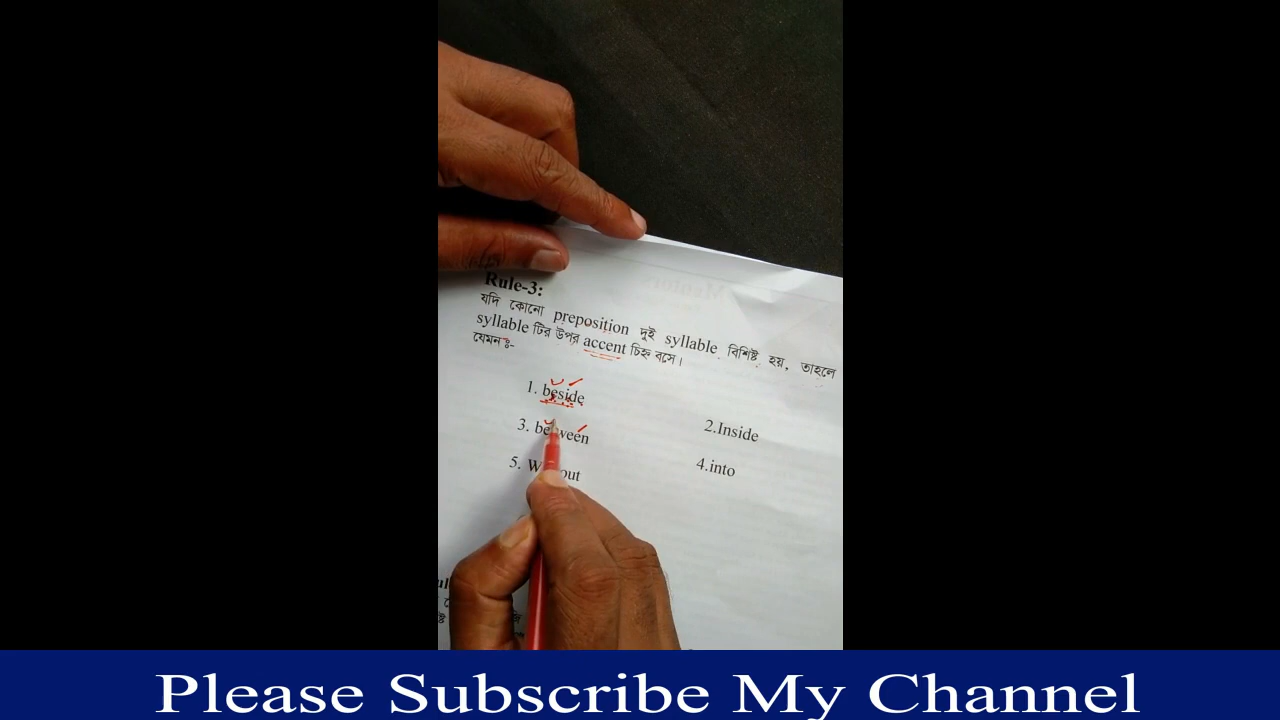 Rule-3:
যদি কোনো preposition দুই syllable বিশিষ্ট হয়, তাহলে
syllable টির উপর accent চিহ্ন বসে।
যেমনঃ-
1. beside
2.Inside
3. between
4.into
5.
Please Subscribe My Channel